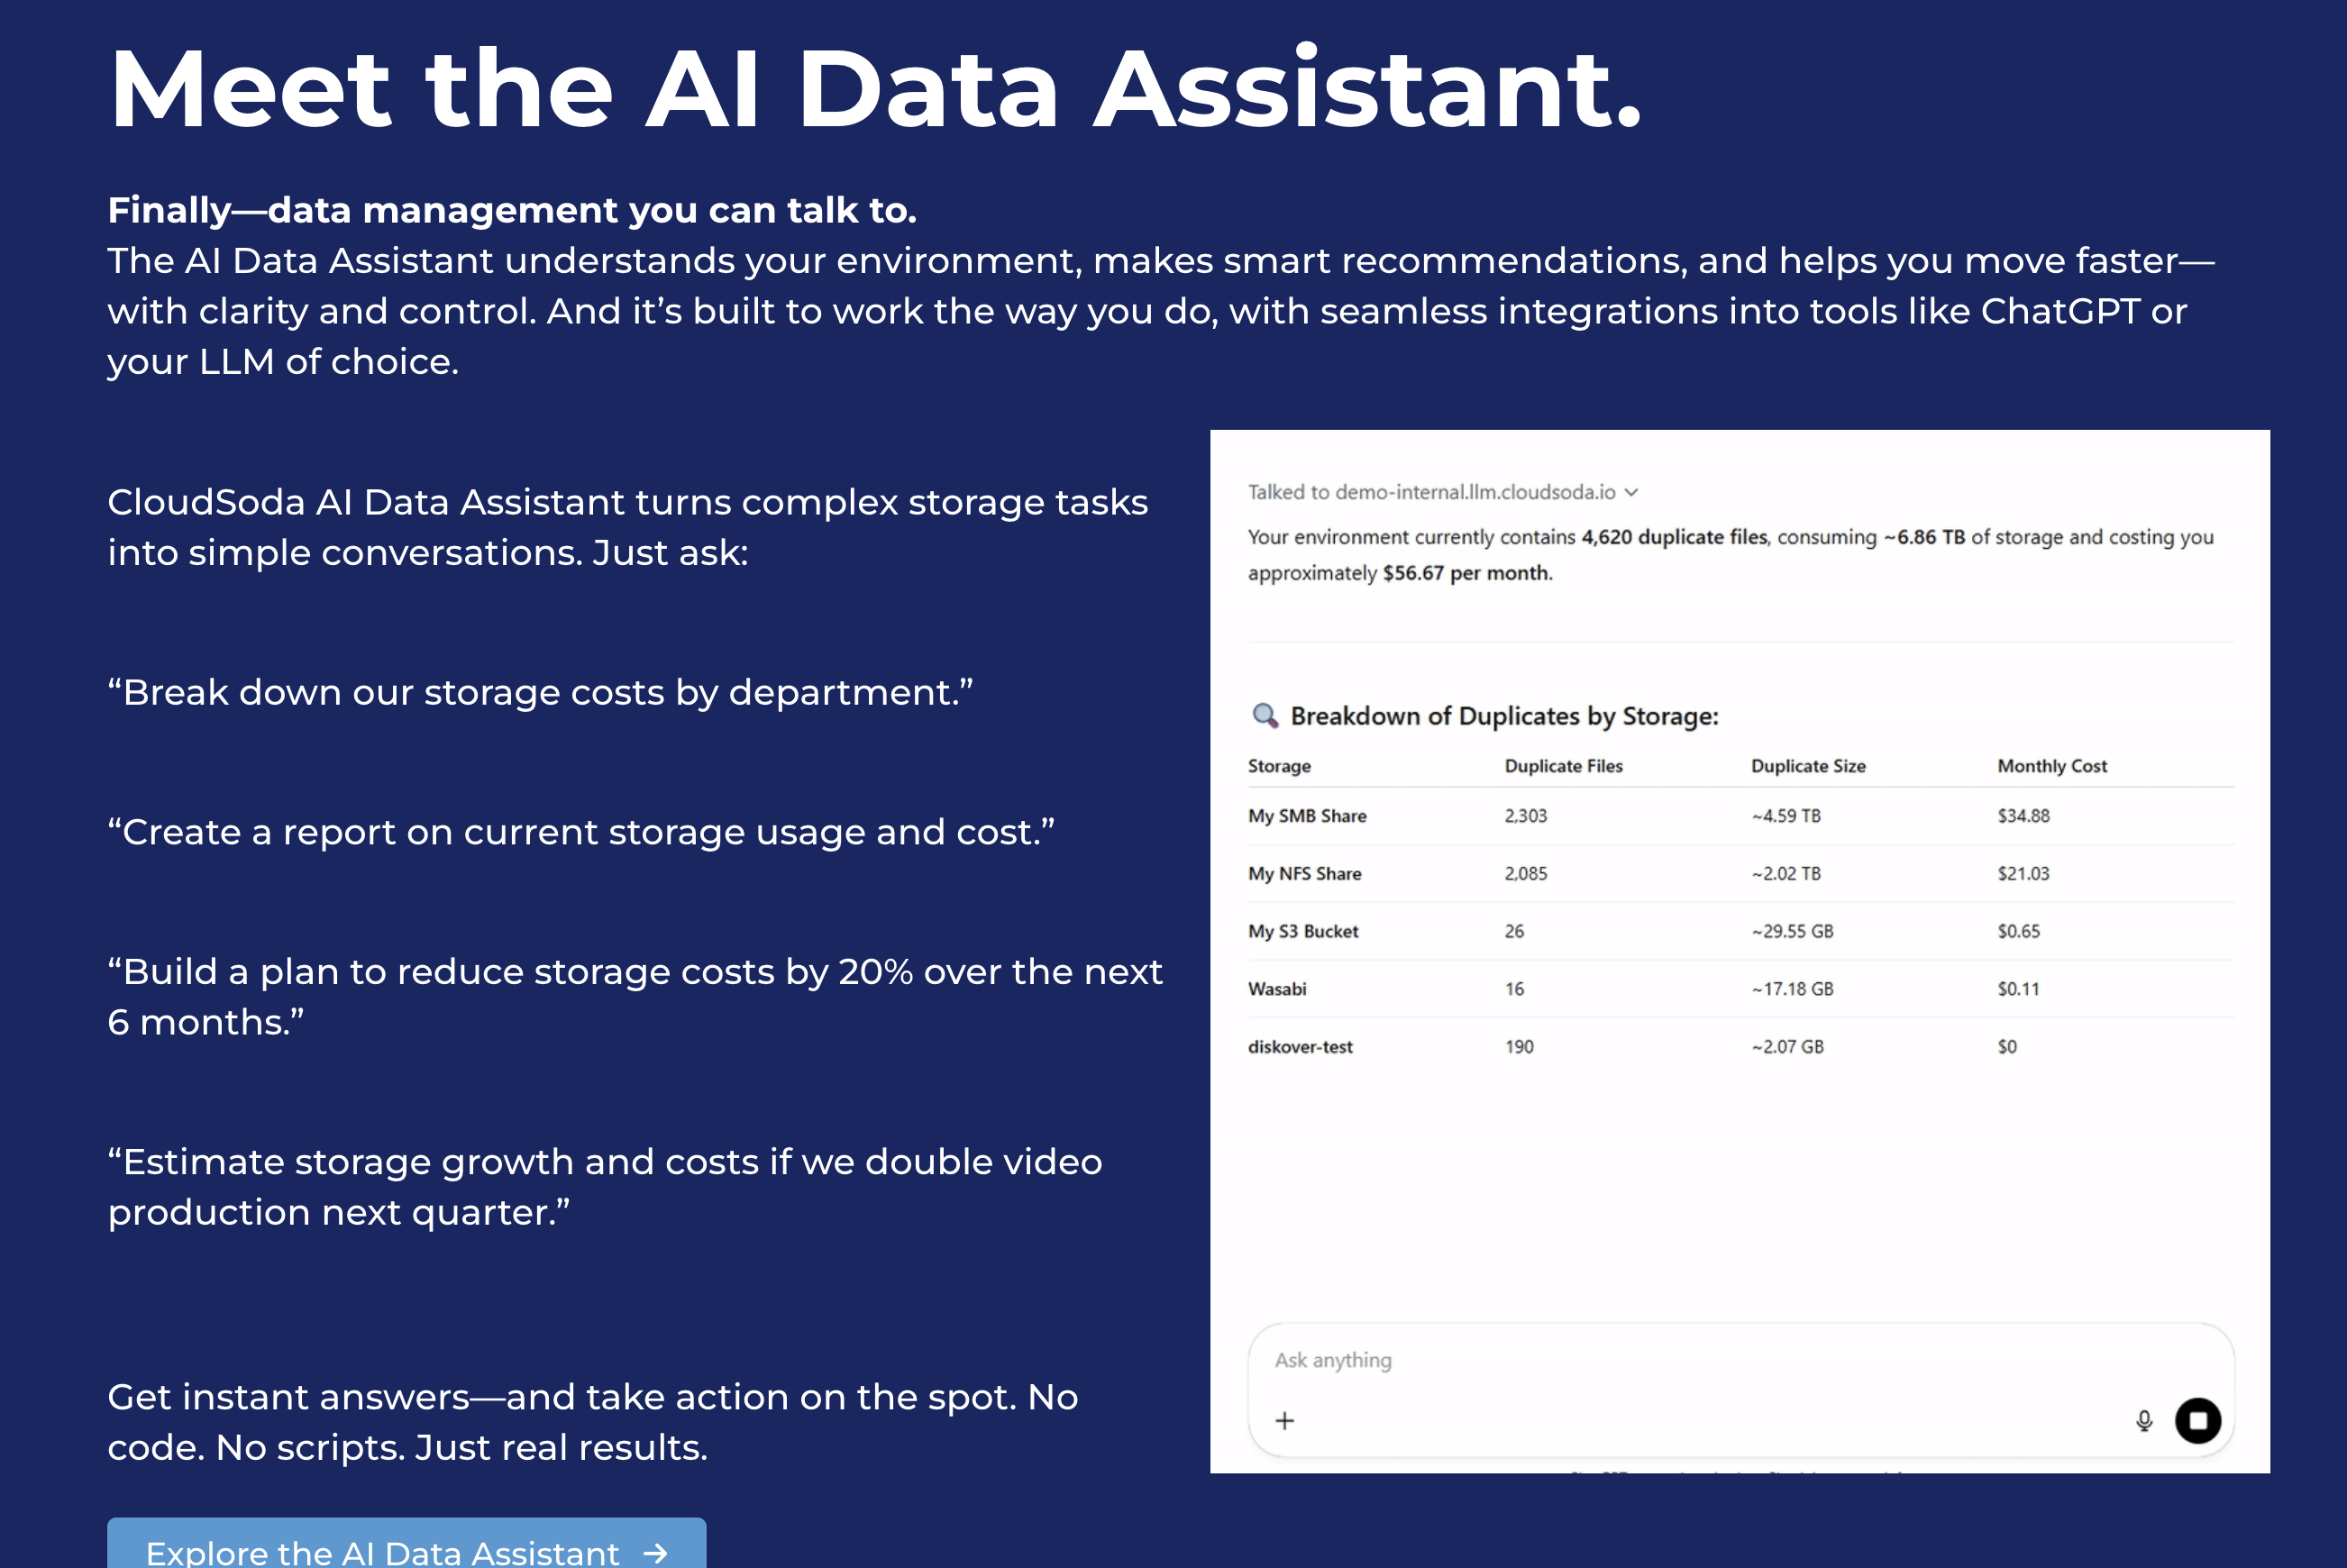 Meet the AI Data Assistant.
Finally—data management you can talk to.
The AI Data Assistant understands your environment, makes smart recommendations, and helps you move faster—
with clarity and control. And it’s built to work the way you do, with seamless integrations into tools like ChatGPT or
your LLM of choice.
CloudSoda AI Data Assistant turns complex storage tasks
into simple conversations. Just ask:
“Break down our storage costs by department.”
“Create a report on current storage usage and cost.”
“Build a plan to reduce storage costs by 20% over the next
6 months.”
“Estimate storage growth and costs if we double video
production next quarter.”
Get instant answers—and take action on the spot. No
code. No scripts. Just real results.
Explore the AI Data Assistant →
Talked to demo-internal.llm.cloudsoda.io
Your environment currently contains 4,620 duplicate files, consuming ~6.86 TB of storage and costing you
approximately $56.67 per month.
🔍 Breakdown of Duplicates by Storage:
Storage Duplicate Files Duplicate Size Monthly Cost
My SMB Share 2,303 ~4.59 TB $34.88
My NFS Share 2,085 ~2.02 TB $21.03
My S3 Bucket 26 ~29.55 GB $0.65
Wasabi 16 ~17.18 GB $0.11
diskover-test 190 ~2.07 GB $0
Ask anything